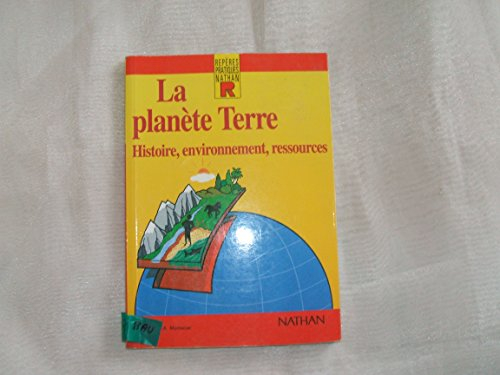 REPÈRES
PRATIQUES
NATHAN
R
La
planète Terre
Histoire, environnement, ressources
NATHAN